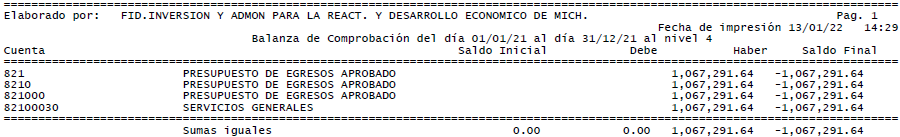 Elaborado por: FID.INVERSION Y ADMON PARA LA REACT. Y DESARROLLO ECONOMICO DE MICH. Pag. 1
Fecha de impresión 13/01/22 14:29
Balanza de Comprobación del día 01/01/21 al día 31/12/21 al nivel 4
Cuenta Saldo Inicial Debe Haber Saldo Final
821 PRESUPUESTO DE EGRESOS APROBADO 1,067,291.64 -1,067,291.64
8210 PRESUPUESTO DE EGRESOS APROBADO 1,067,291.64 -1,067,291.64
821000 PRESUPUESTO DE EGRESOS APROBADO 1,067,291.64 -1,067,291.64
82100030 SERVICIOS GENERALES 1,067,291.64 -1,067,291.64
Sumas iguales 0.00 0.00 1,067,291.64 -1,067,291.64